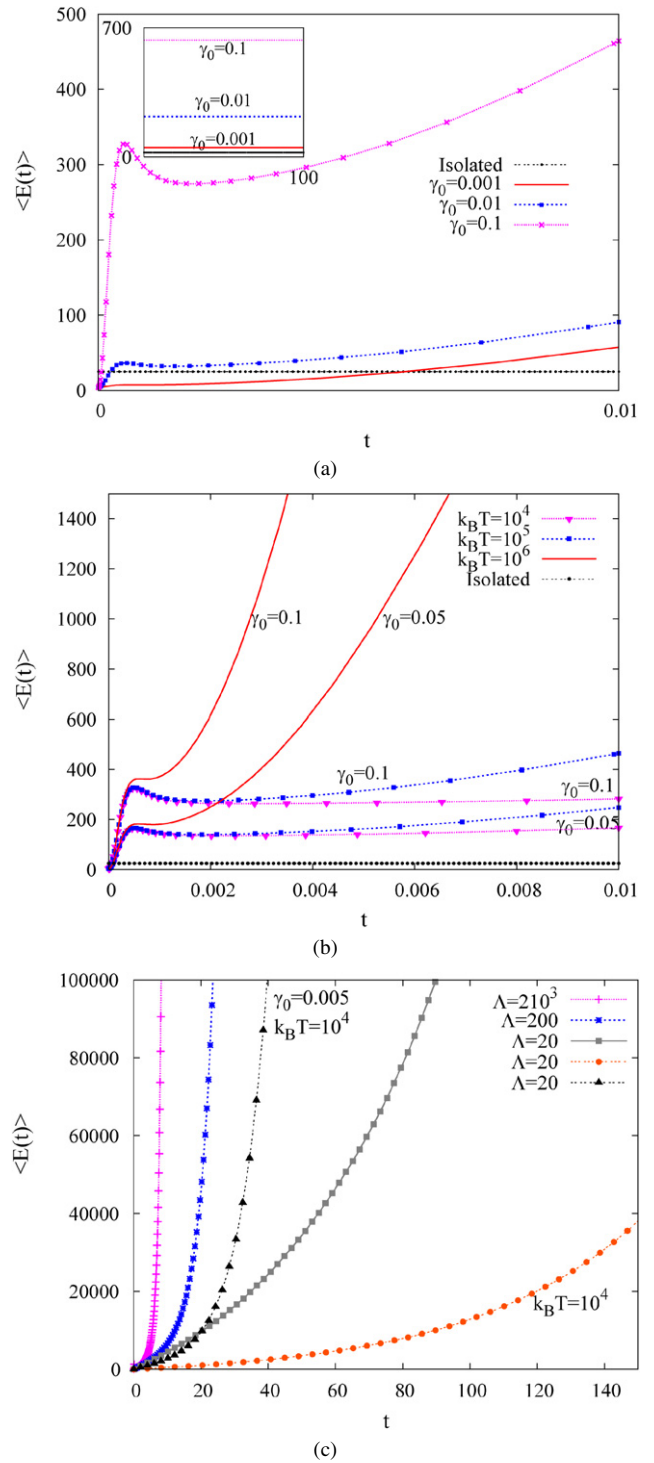 500
400
300
200
100
0
<E(t)>
700
0
100
γ0=0.1
γ0=0.01
γ0=0.001
Isolated
γ0=0.001
γ0=0.01
γ0=0.1
0
0.01
t
(a)
1400
1200
1000
800
600
400
200
0
<E(t)>
kBT=10^4
kBT=10^5
kBT=10^6
Isolated
γ0=0.1
γ0=0.05
γ0=0.1
γ0=0.1
γ0=0.05
0
0.002
0.004
0.006
0.008
0.01
t
(b)
100000
80000
60000
40000
20000
0
<E(t)>
γ0=0.005
kBT=10^4
Λ=210^3
Λ=200
Λ=20
Λ=20
Λ=20
kBT=10^4
0
20
40
60
80
100
120
140
t
(c)